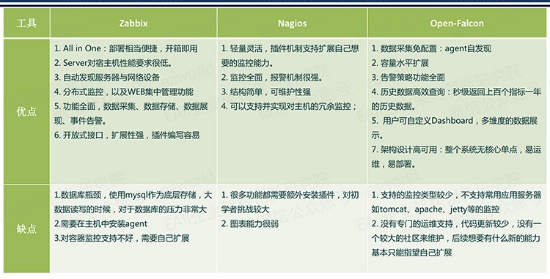 工具
Zabbix
Nagios
Open-Falcon
优点
1. All in One：部署相当便捷，开箱即用
2. Server对宿主机性能要求很低。
3. 自动发现服务器与网络设备
4. 分布式监控，以及WEB集中管理功能
5. 功能全面，数据采集、数据存储、数据展
现、事件告警。
6. 开放式接口，扩展性强，插件编写容易
1. 轻量灵活，插件机制支持扩展自己想
要的监控能力。
2. 监控全面，报警机制很强。
3. 结构简单，可维护性强
4. 可以支持并实现对主机的冗余监控；
1. 数据采集免配置：agent自发现
2. 容量水平扩展
3. 告警策略功能全面
4. 历史数据高效查询：秒级返回上百个指标一年
的历史数据。
5. 用户可自定义Dashboard，多维度的数据展
示。
7. 架构设计高可用：整个系统无核心单点，易运
维，易部署。
缺点
1.数据库瓶颈，使用mysql作为底层存储，大
数据读写的时候，对于数据库的压力非常大
2.需要在主机中安装agent
3.对容器监控支持不好，需要自己扩展
1. 很多功能都需要额外安装插件，对初
学者挑战较大
2. 图表能力很弱
1. 支持的监控类型较少，不支持常用应用服务器
如tomcat、apache、jetty等的监控
2. 没有专门的运维支持，代码更新较少，没有一
个较大的社区来维护，后续想要有什么新的能力
基本只能指望自己扩展